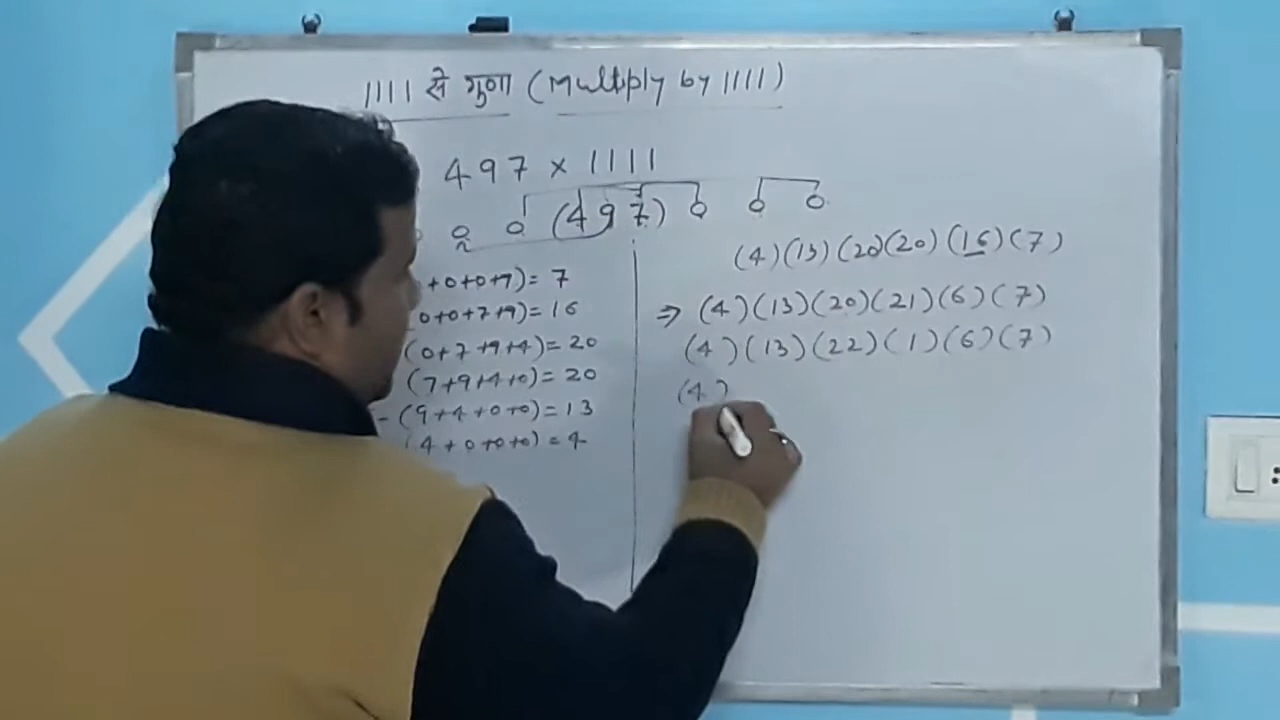 1111 से गुणा (Multiply by 1111)
497 × 1111
0 0 (497) 0 0 0
+0+0+7) = 7
0+0+7+9) = 16
(0+7+9+4) = 20
(7+9+4+0) = 20
- (9+4+0+0) = 13
(4+0+0+0) = 4
(4)(13)(20)(20)(16)(7)
⇒ (4)(13)(20)(21)(6)(7)
(4)(13)(22)(1)(6)(7)
(4)